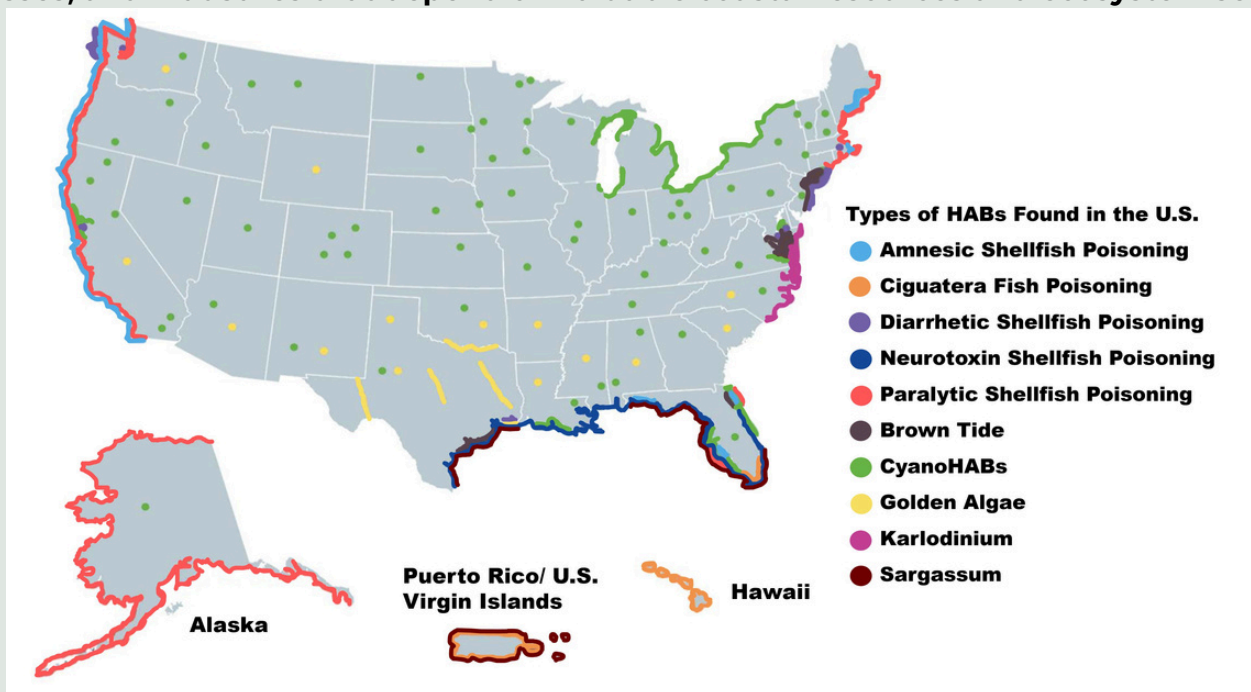 Types of HABs Found in the U.S.
Amnesic Shellfish Poisoning
Ciguatera Fish Poisoning
Diarrhetic Shellfish Poisoning
Neurotoxin Shellfish Poisoning
Paralytic Shellfish Poisoning
Brown Tide
CyanoHABs
Golden Algae
Karlodinium
Sargassum
Puerto Rico/ U.S.
Virgin Islands
Hawaii
Alaska